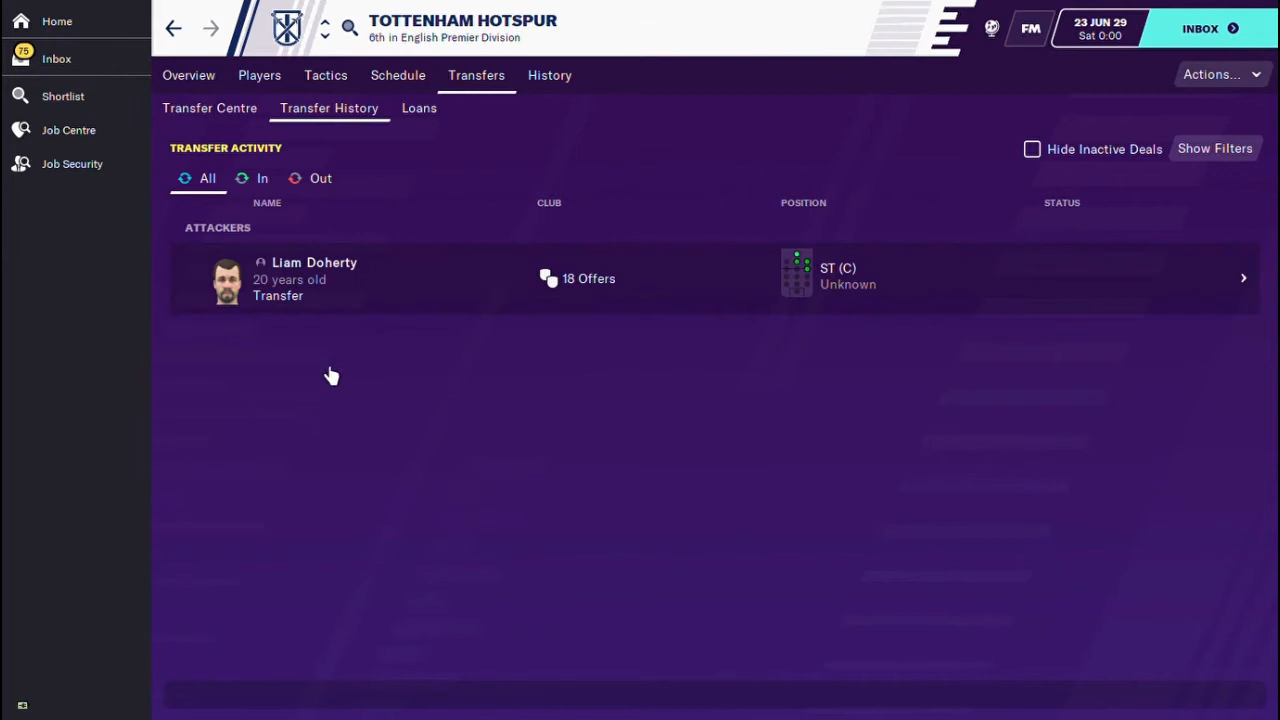 Home
75
Inbox
Shortlist
Job Centre
Job Security
TOTTENHAM HOTSPUR
6th in English Premier Division
FM
23 JUN 29
Sat 0:00
INBOX
Overview
Players
Tactics
Schedule
Transfers
History
Actions...
Transfer Centre
Transfer History
Loans
TRANSFER ACTIVITY
Hide Inactive Deals
Show Filters
All
In
Out
NAME
CLUB
POSITION
STATUS
ATTACKERS
Liam Doherty
20 years old
Transfer
18 Offers
ST (C)
Unknown